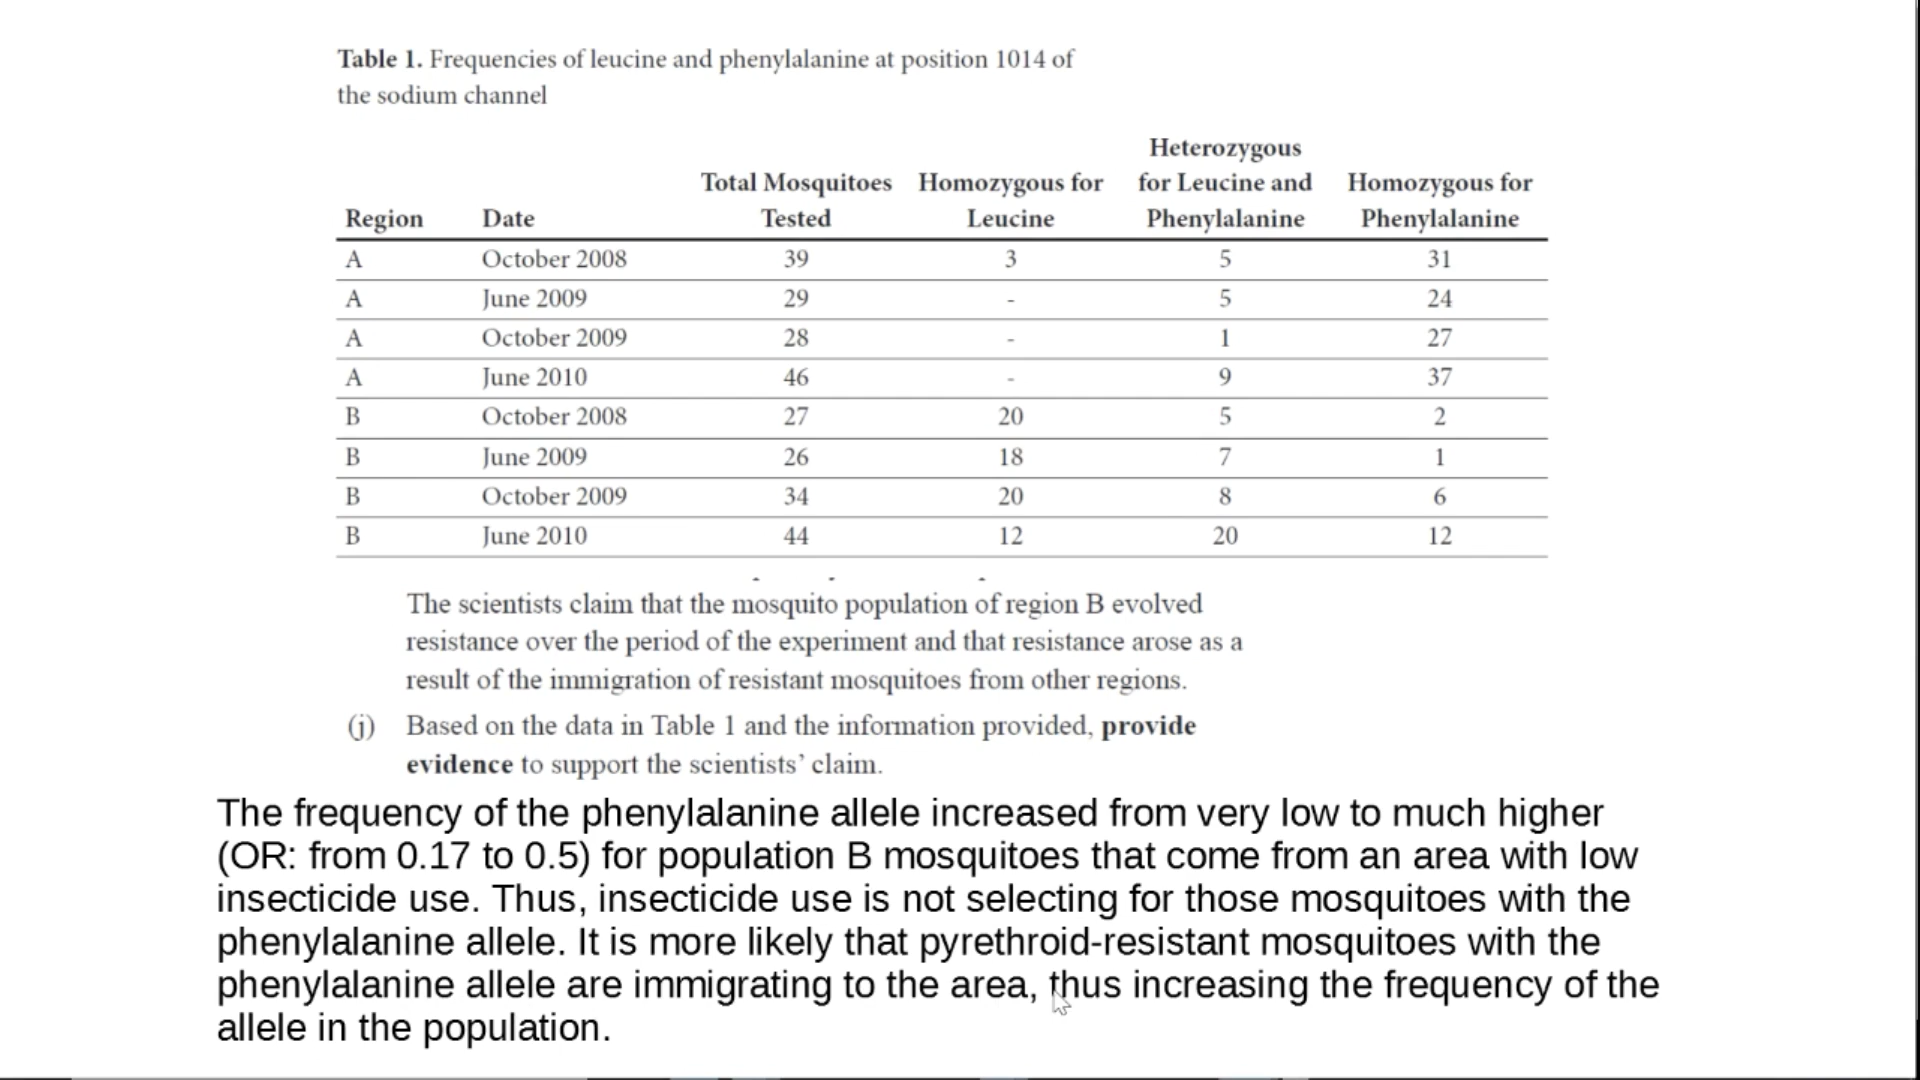 Table 1. Frequencies of leucine and phenylalanine at position 1014 of
the sodium channel
Region Date Total Mosquitoes Tested Homozygous for Leucine Heterozygous for Leucine and Phenylalanine Homozygous for Phenylalanine
A October 2008 39 3 5 31
A June 2009 29 - 5 24
A October 2009 28 - 1 27
A June 2010 46 - 9 37
B October 2008 27 20 5 2
B June 2009 26 18 7 1
B October 2009 34 20 8 6
B June 2010 44 12 20 12
The scientists claim that the mosquito population of region B evolved
resistance over the period of the experiment and that resistance arose as a
result of the immigration of resistant mosquitoes from other regions.
(j) Based on the data in Table 1 and the information provided, provide
evidence to support the scientists' claim.
The frequency of the phenylalanine allele increased from very low to much higher
(OR: from 0.17 to 0.5) for population B mosquitoes that come from an area with low
insecticide use. Thus, insecticide use is not selecting for those mosquitoes with the
phenylalanine allele. It is more likely that pyrethroid-resistant mosquitoes with the
phenylalanine allele are immigrating to the area, thus increasing the frequency of the
allele in the population.